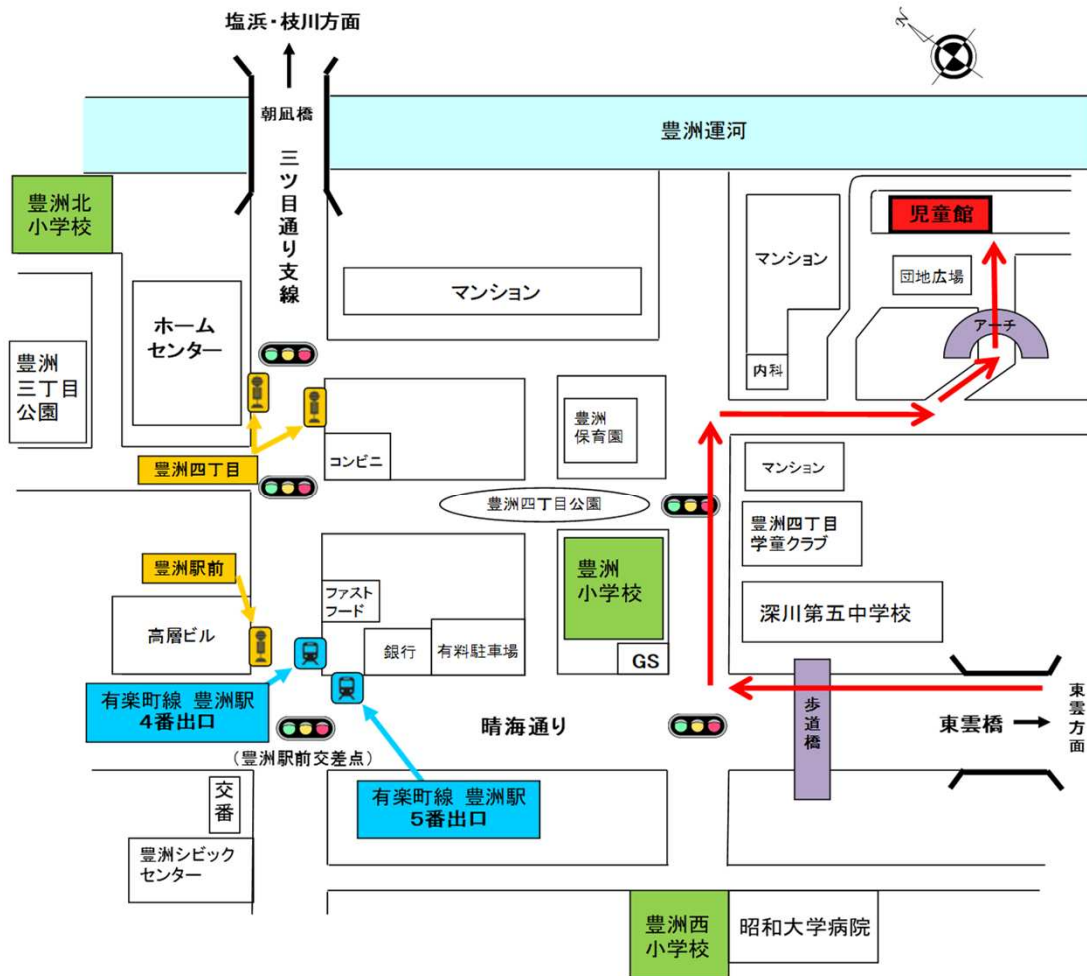 塩浜・枝川方面
N
朝凪橋
豊洲運河
三ツ目通り支線
豊洲北
小学校
児童館
マンション
団地広場
マンション
ホーム
センター
アーチ
豊洲
三丁目
公園
内科
豊洲
保育園
コンビニ
豊洲四丁目
マンション
豊洲四丁目公園
豊洲四丁目
学童クラブ
豊洲駅前
豊洲
小学校
ファスト
フード
深川第五中学校
高層ビル
銀行
有料駐車場
GS
有楽町線 豊洲駅
4番出口
歩道橋
東雲方面
晴海通り
東雲橋
（豊洲駅前交差点）
交番
有楽町線 豊洲駅
5番出口
豊洲シビック
センター
豊洲西
小学校
昭和大学病院